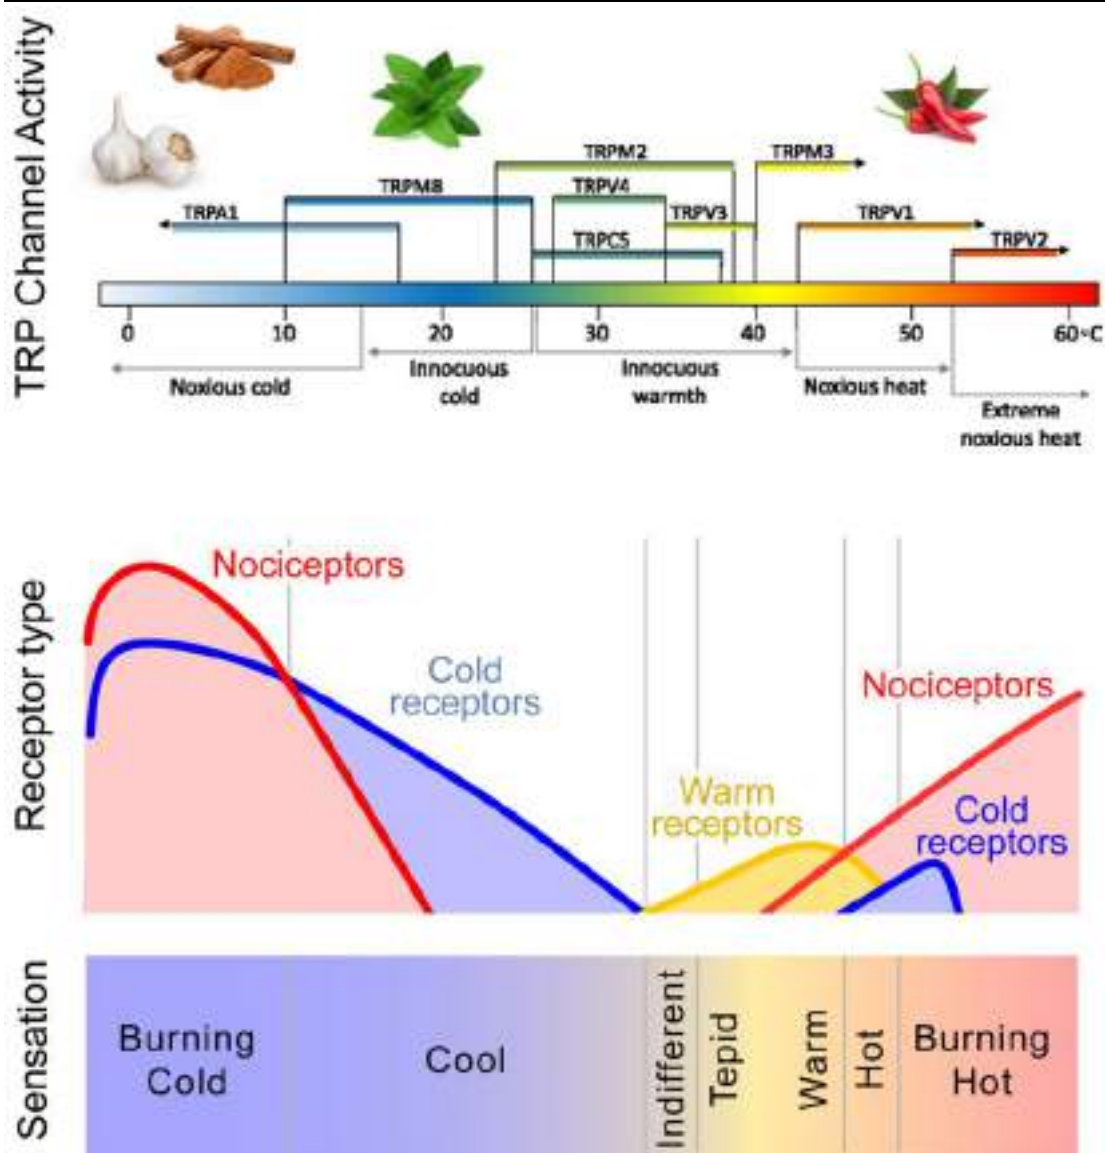 TRP Channel Activity
TRPM2
TRPM3
TRPM8
TRPV4
TRPA1
TRPV3
TRPV1
TRPC5
TRPV2
0
10
20
30
40
50
60°C
Noxious cold
Innocuous
cold
Innocuous
warmth
Noxious heat
Extreme
noxious heat
Receptor type
Nociceptors
Cold
receptors
Warm
receptors
Nociceptors
Cold
receptors
Sensation
Burning
Cold
Cool
Indifferent
Tepid
Warm
Hot
Burning
Hot